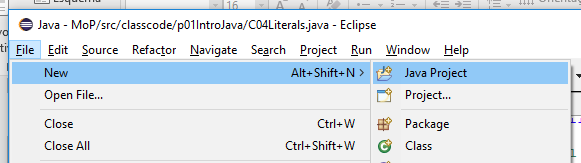 Esquema
16
Java - MoP/src/classcode/p01IntroJava/C04Literals.java - Eclipse
File Edit Source Refactor Navigate Search Project Run Window Help
New Alt+Shift+N > Java Project
Open File... Project...
Close Ctrl+W Package
Close All Ctrl+Shift+W Class